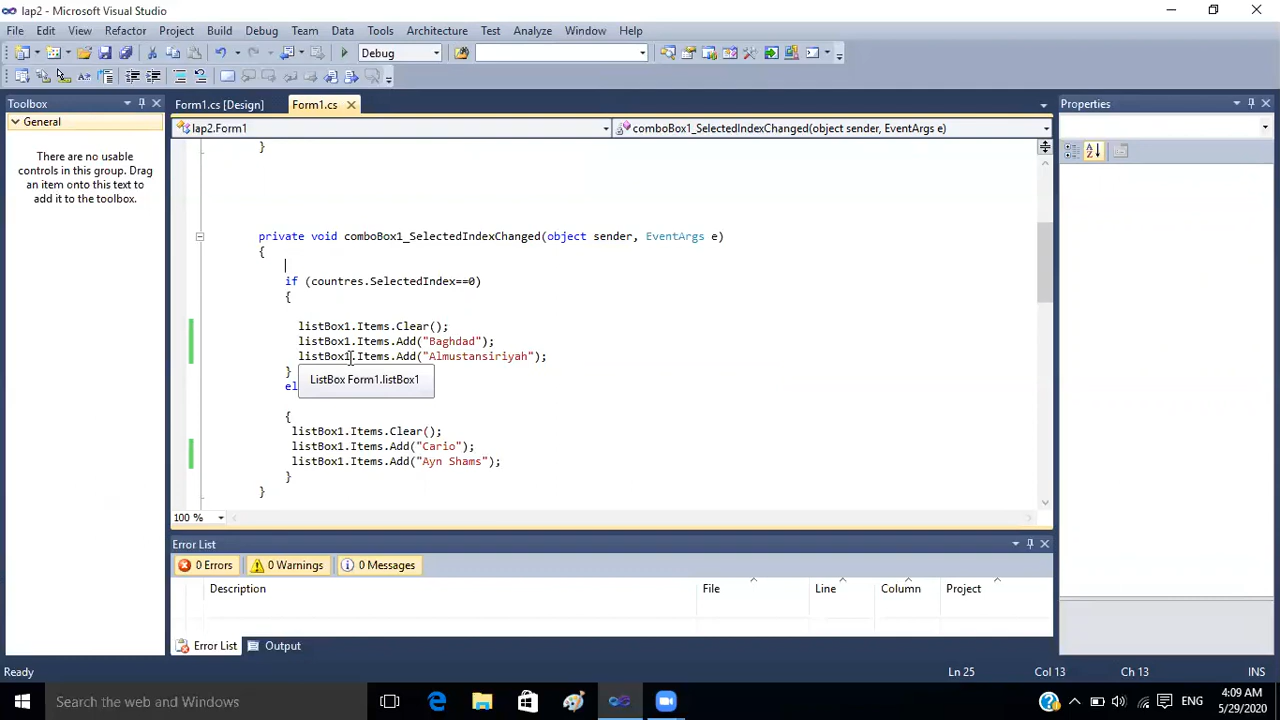 lap2 - Microsoft Visual Studio
File Edit View Refactor Project Build Debug Team Data Tools Architecture Test Analyze Window Help
Debug
Toolbox
General
There are no usable
controls in this group. Drag
an item onto this text to
add it to the toolbox.
Form1.cs [Design] Form1.cs
lap2.Form1
comboBox1_SelectedIndexChanged(object sender, EventArgs e)
}
private void comboBox1_SelectedIndexChanged(object sender, EventArgs e)
{
if (countres.SelectedIndex==0)
{
listBox1.Items.Clear();
listBox1.Items.Add("Baghdad");
listBox1.Items.Add("Almustansiriyah");
}
ListBox Form1.listBox1
el
{
listBox1.Items.Clear();
listBox1.Items.Add("Cario");
listBox1.Items.Add("Ayn Shams");
}
}
100 %
Properties
Error List
0 Errors 0 Warnings 0 Messages
Description File Line Column Project
Error List Output
Ready Ln 25 Col 13 Ch 13 INS
Search the web and Windows
ENG
4:09 AM
5/29/2020